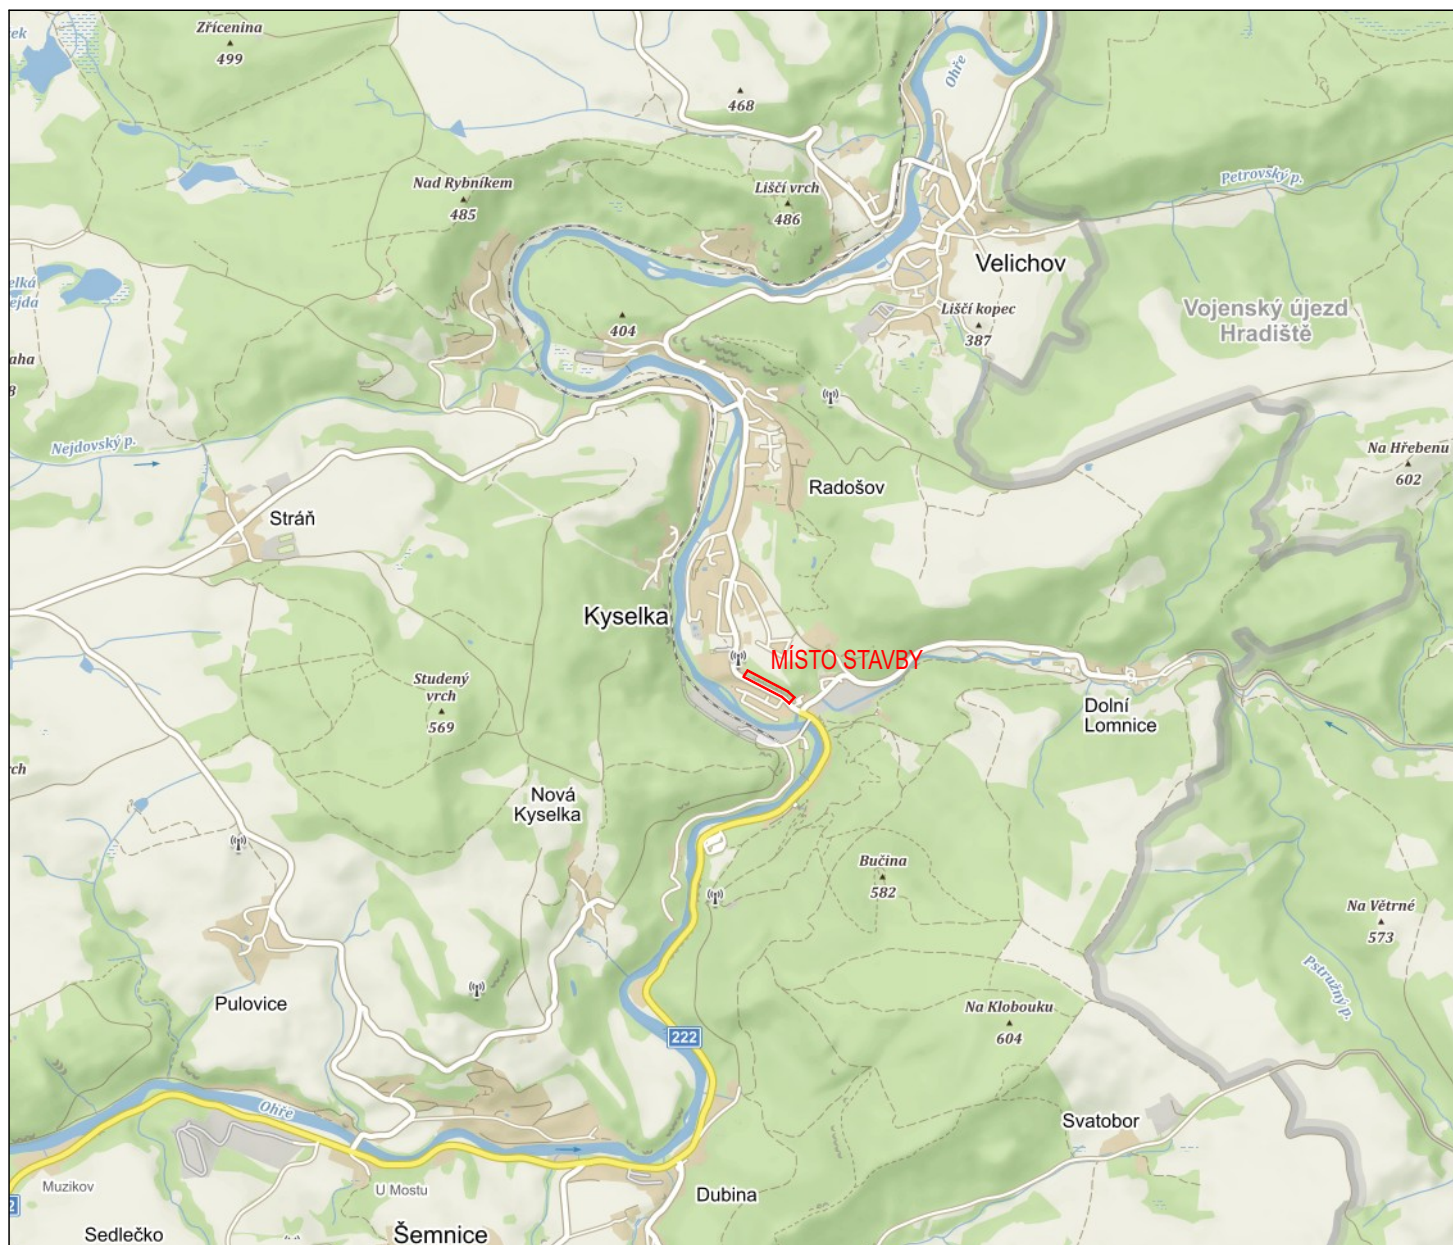 Zřícenina
499
468
Ohře
Nad Rybníkem
485
Liščí vrch
486
Petrovský p.
Velichov
Vojenský újezd
Hradiště
Liščí kopec
387
404
Nejdovský p.
Na Hřebenu
602
Radošov
Stráň
Kyselka
MÍSTO STAVBY
Studený
vrch
569
Dolní
Lomnice
Nová
Kyselka
Bučina
582
Na Větrné
573
Pulovice
Na Klobouku
604
Pstružný p.
222
Ohře
Svatobor
Muzikov
U Mostu
Dubina
Sedlečko
Šemnice